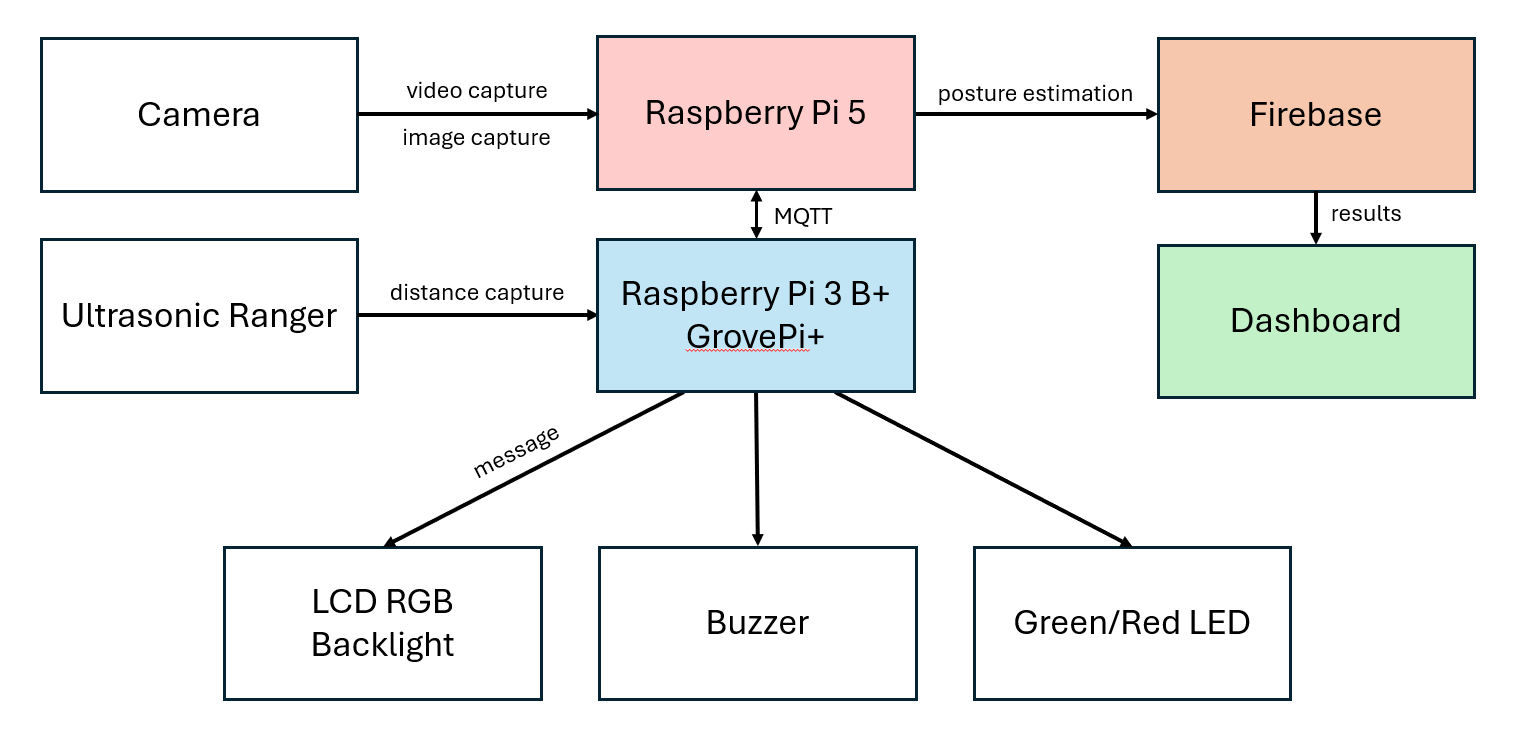 Camera
video capture
image capture
Raspberry Pi 5
posture estimation
Firebase
MQTT
results
Ultrasonic Ranger
distance capture
Raspberry Pi 3 B+
GrovePi+
Dashboard
message
LCD RGB
Backlight
Buzzer
Green/Red LED